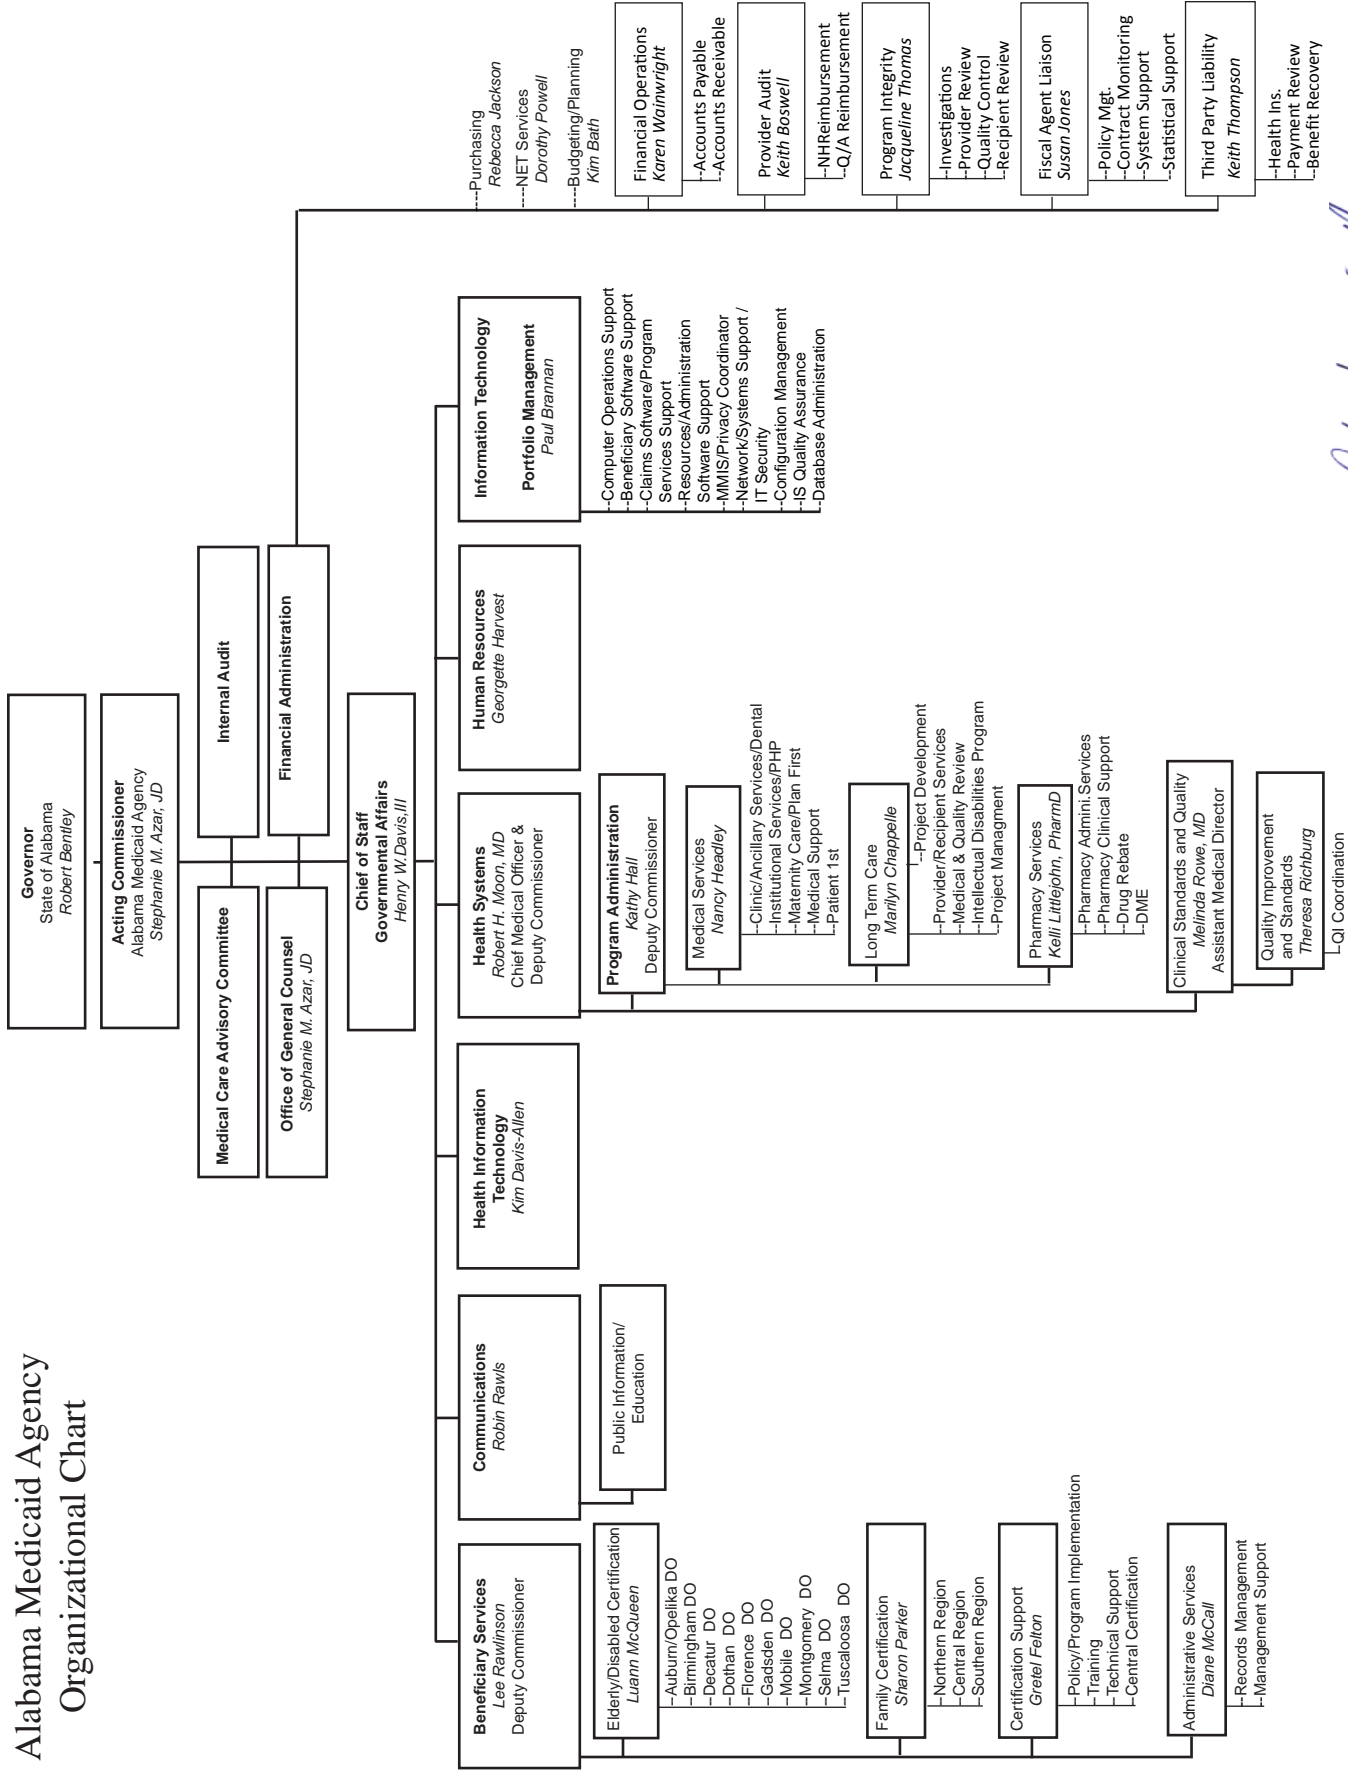 Alabama Medicaid Agency
Organizational Chart
Governor
State of Alabama
Robert Bentley
Acting Commissioner
Alabama Medicaid Agency
Stephanie M. Azar, JD
Medical Care Advisory Committee
Internal Audit
Office of General Counsel
Stephanie M. Azar, JD
Financial Administration
Chief of Staff
Governmental Affairs
Henry W.Davis,III
Beneficiary Services
Lee Rawlinson
Deputy Commissioner
Elderly/Disabled Certification
Luann McQueen
--Auburn/Opelika DO
--Birmingham DO
--Decatur DO
--Dothan DO
--Florence DO
--Gadsden DO
--Mobile DO
--Montgomery DO
--Selma DO
--Tuscaloosa DO
Family Certification
Sharon Parker
--Northern Region
--Central Region
--Southern Region
Certification Support
Gretel Felton
--Policy/Program Implementation
--Training
--Technical Support
--Central Certification
Administrative Services
Diane McCall
--Records Management
--Management Support
Communications
Robin Rawls
Public Information/
Education
Health Information
Technology
Kim Davis-Allen
Health Systems
Robert H. Moon, MD
Chief Medical Officer &
Deputy Commissioner
Program Administration
Kathy Hall
Deputy Commissioner
Medical Services
Nancy Headley
--Clinic/Ancillary Services/Dental
--Institutional Services/PHP
--Maternity Care/Plan First
--Medical Support
--Patient 1st
Long Term Care
Marilyn Chappelle
--Project Development
--Provider/Recipient Services
--Medical & Quality Review
--Intellectual Disabilities Program
--Project Managment
Pharmacy Services
Kelli Littlejohn, PharmD
--Pharmacy Admini.Services
--Pharmacy Clinical Support
--Drug Rebate
--DME
Clinical Standards and Quality
Melinda Rowe, MD
Assistant Medical Director
Quality Improvement
and Standards
Theresa Richburg
--QI Coordination
Human Resources
Georgette Harvest
Information Technology
Portfolio Management
Paul Brannan
--Computer Operations Support
--Beneficiary Software Support
--Claims Software/Program
Services Support
--Resources/Administration
Software Support
--MMIS/Privacy Coordinator
--Network/Systems Support /
IT Security
--Configuration Management
--IS Quality Assurance
--Database Administration
----Purchasing
Rebecca Jackson
----NET Services
Dorothy Powell
----Budgeting/Planning
Kim Bath
Financial Operations
Karen Wainwright
--Accounts Payable
--Accounts Receivable
Provider Audit
Keith Boswell
--NHReimbursement
--Q/A Reimbursement
Program Integrity
Jacqueline Thomas
--Investigations
--Provider Review
--Quality Control
--Recipient Review
Fiscal Agent Liaison
Susan Jones
--Policy Mgt.
--Contract Monitoring
--System Support
--Statistical Support
Third Party Liability
Keith Thompson
--Health Ins.
--Payment Review
--Benefit Recovery